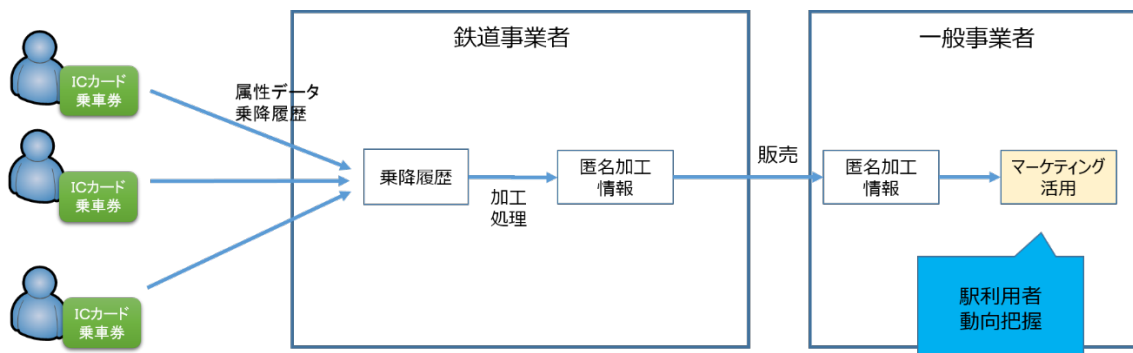 鉄道事業者
一般事業者
ICカード
乗車券
属性データ
乗降履歴
ICカード
乗車券
乗降履歴
加工
処理
匿名加工
情報
販売
匿名加工
情報
マーケティング
活用
ICカード
乗車券
駅利用者
動向把握